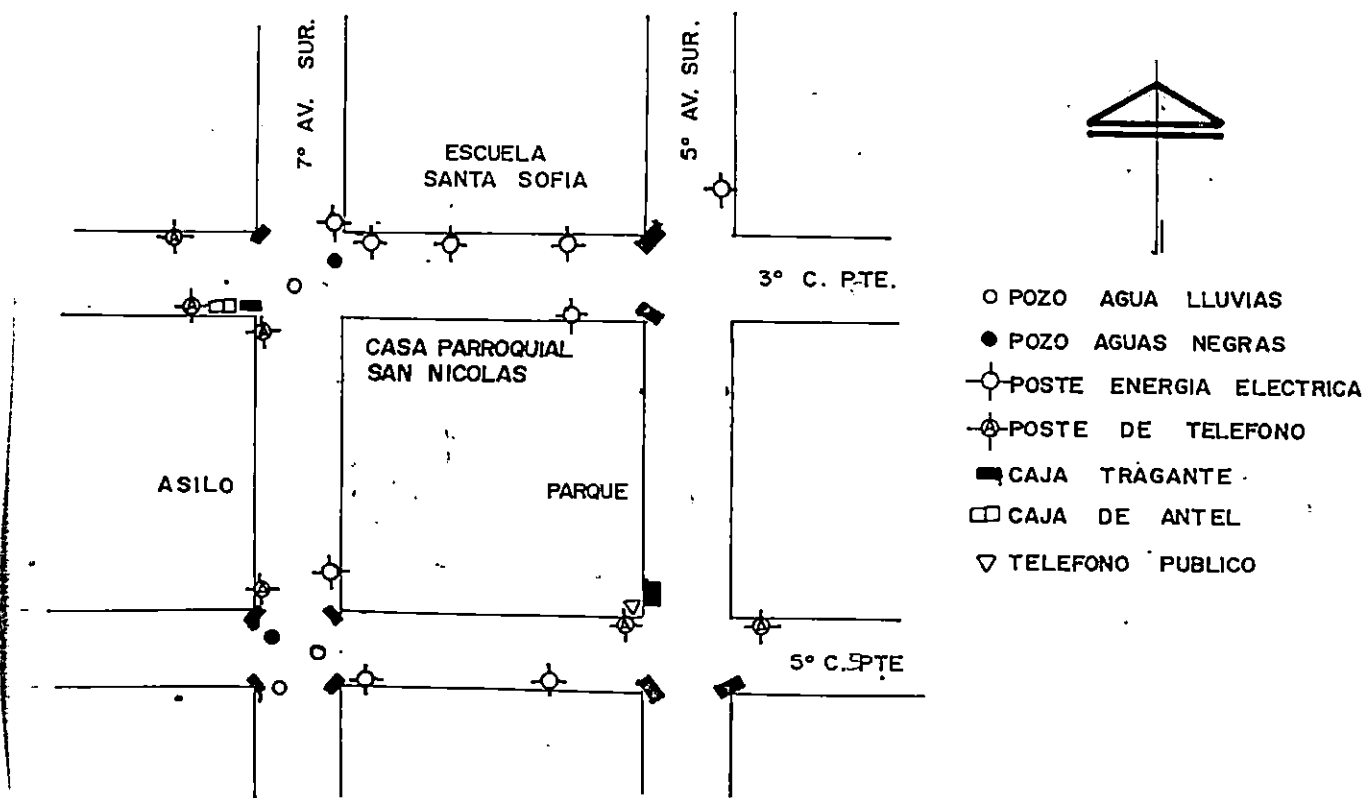 7° AV. SUR.
5° AV. SUR.
ESCUELA
SANTA SOFIA
3° C. PTE.
CASA PARROQUIAL
SAN NICOLAS
ASILO
PARQUE
5° C. PTE
POZO AGUA LLUVIAS
POZO AGUAS NEGRAS
POSTE ENERGIA ELECTRICA
A POSTE DE TELEFONO
CAJA TRAGANTE
CAJA DE ANTEL
TELEFONO PUBLICO